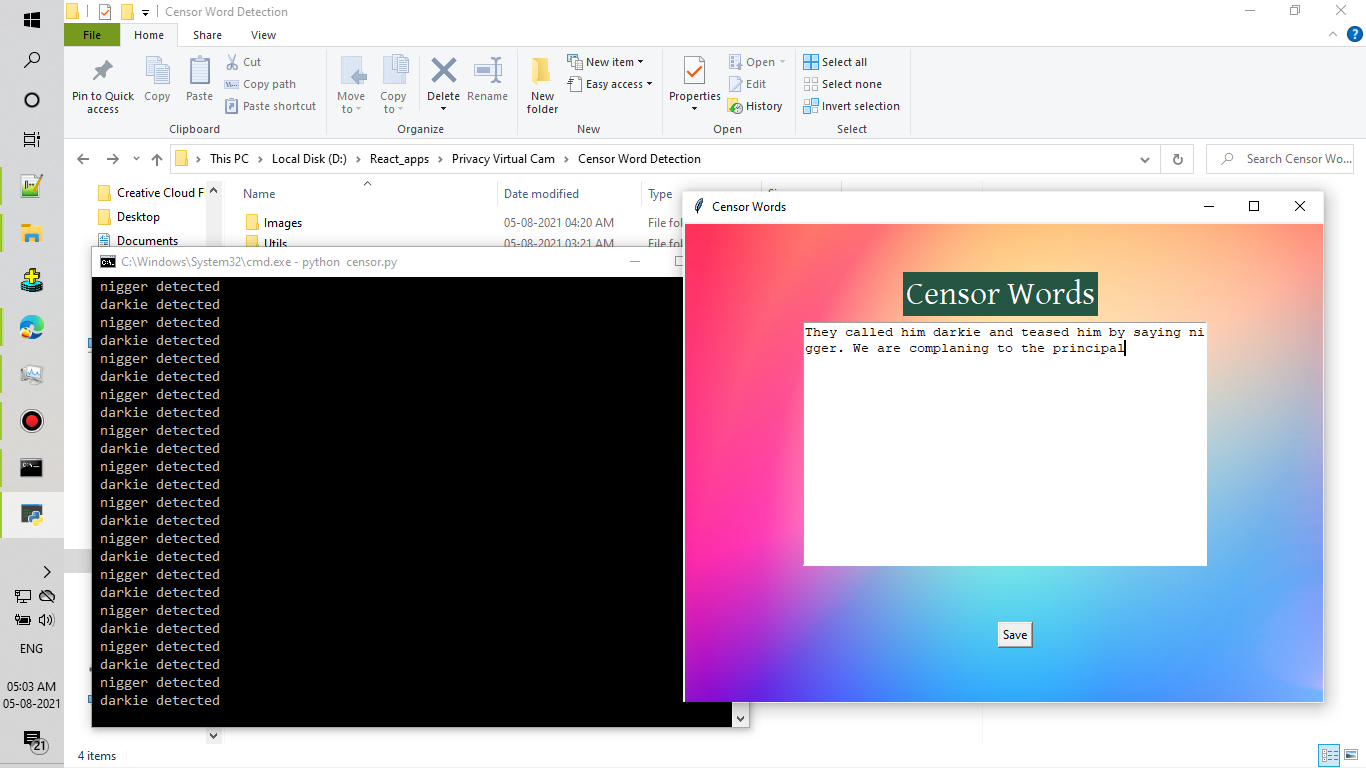 Censor Word Detection
File Home Share View
Pin to Quick access
Copy
Paste
Cut
Copy path
Paste shortcut
Clipboard
Move to
Copy to
Delete
Rename
Organize
New folder
New item
Easy access
New
Properties
Open
Edit
History
Open
Select all
Select none
Invert selection
Select
This PC > Local Disk (D:) > React_apps > Privacy Virtual Cam > Censor Word Detection
Search Censor Wo...
Creative Cloud F
Desktop
Documents
Name Date modified Type
Images 05-08-2021 04:20 AM File fol
Utils 05-08-2021 03:21 AM File fol
C:\Windows\System32\cmd.exe - python censor.py
nigger detected
darkie detected
nigger detected
darkie detected
nigger detected
darkie detected
nigger detected
darkie detected
nigger detected
darkie detected
nigger detected
darkie detected
nigger detected
darkie detected
nigger detected
darkie detected
nigger detected
darkie detected
nigger detected
darkie detected
nigger detected
darkie detected
nigger detected
darkie detected
Censor Words
Censor Words
They called him darkie and teased him by saying ni
gger. We are complaning to the principal
Save
ENG
05:03 AM
05-08-2021
21
4 items